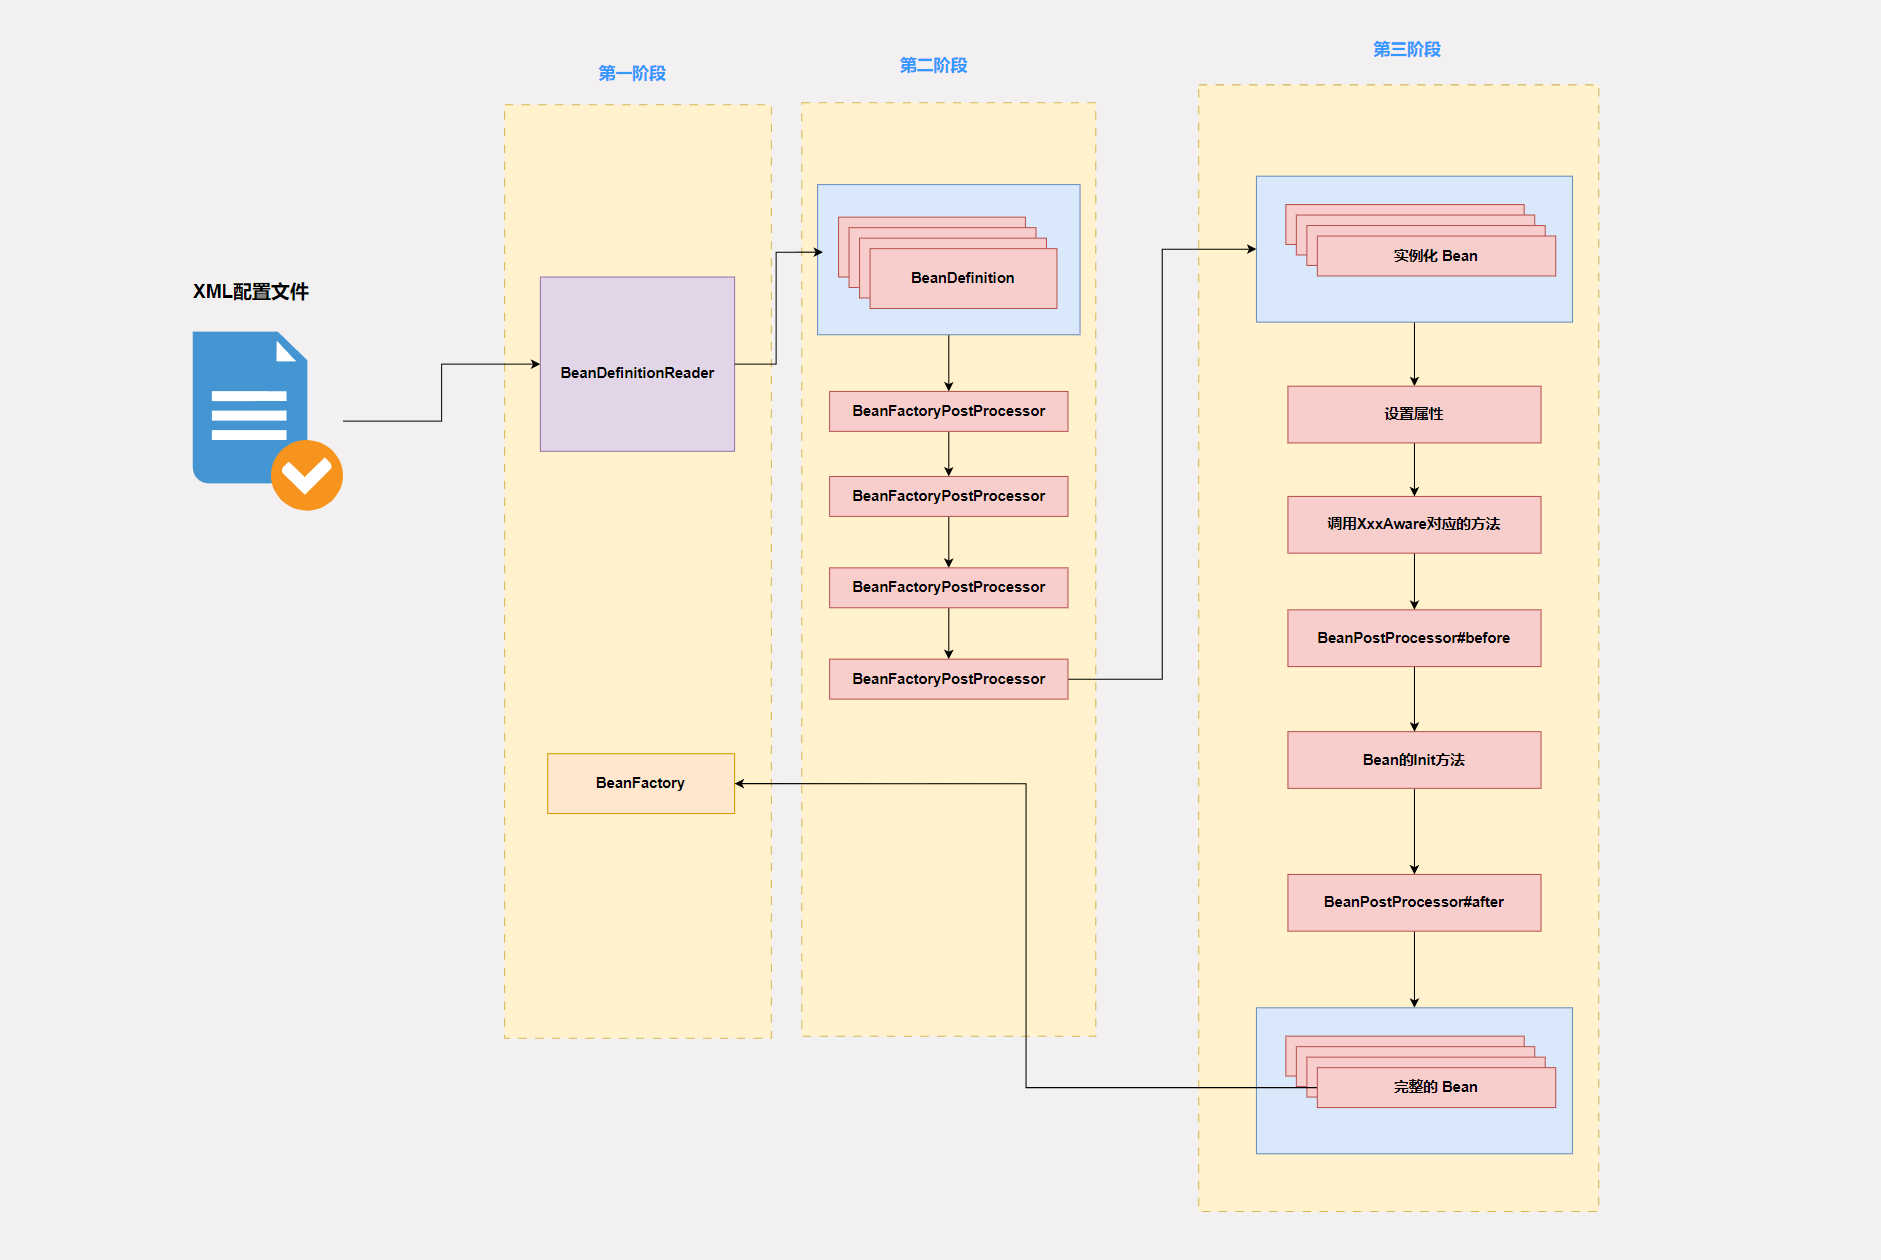 XML配置文件
第一阶段
BeanDefinitionReader
BeanFactory
第二阶段
BeanDefinition
BeanFactoryPostProcessor
BeanFactoryPostProcessor
BeanFactoryPostProcessor
BeanFactoryPostProcessor
第三阶段
实例化 Bean
设置属性
调用XxxAware对应的方法
BeanPostProcessor#before
Bean的Init方法
BeanPostProcessor#after
完整的 Bean